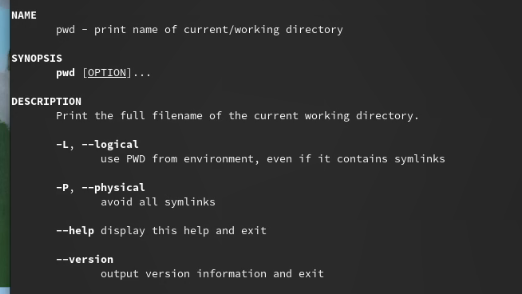 NAME
pwd - print name of current/working directory
SYNOPSIS
pwd [OPTION]...
DESCRIPTION
Print the full filename of the current working directory.
-L, --logical
use PWD from environment, even if it contains symlinks
-P, --physical
avoid all symlinks
--help display this help and exit
--version
output version information and exit